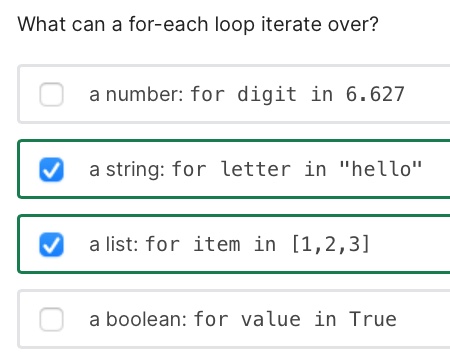 What can a for-each loop iterate over?
a number: for digit in 6.627
a string: for letter in "hello"
a list: for item in [1,2,3]
a boolean: for value in True